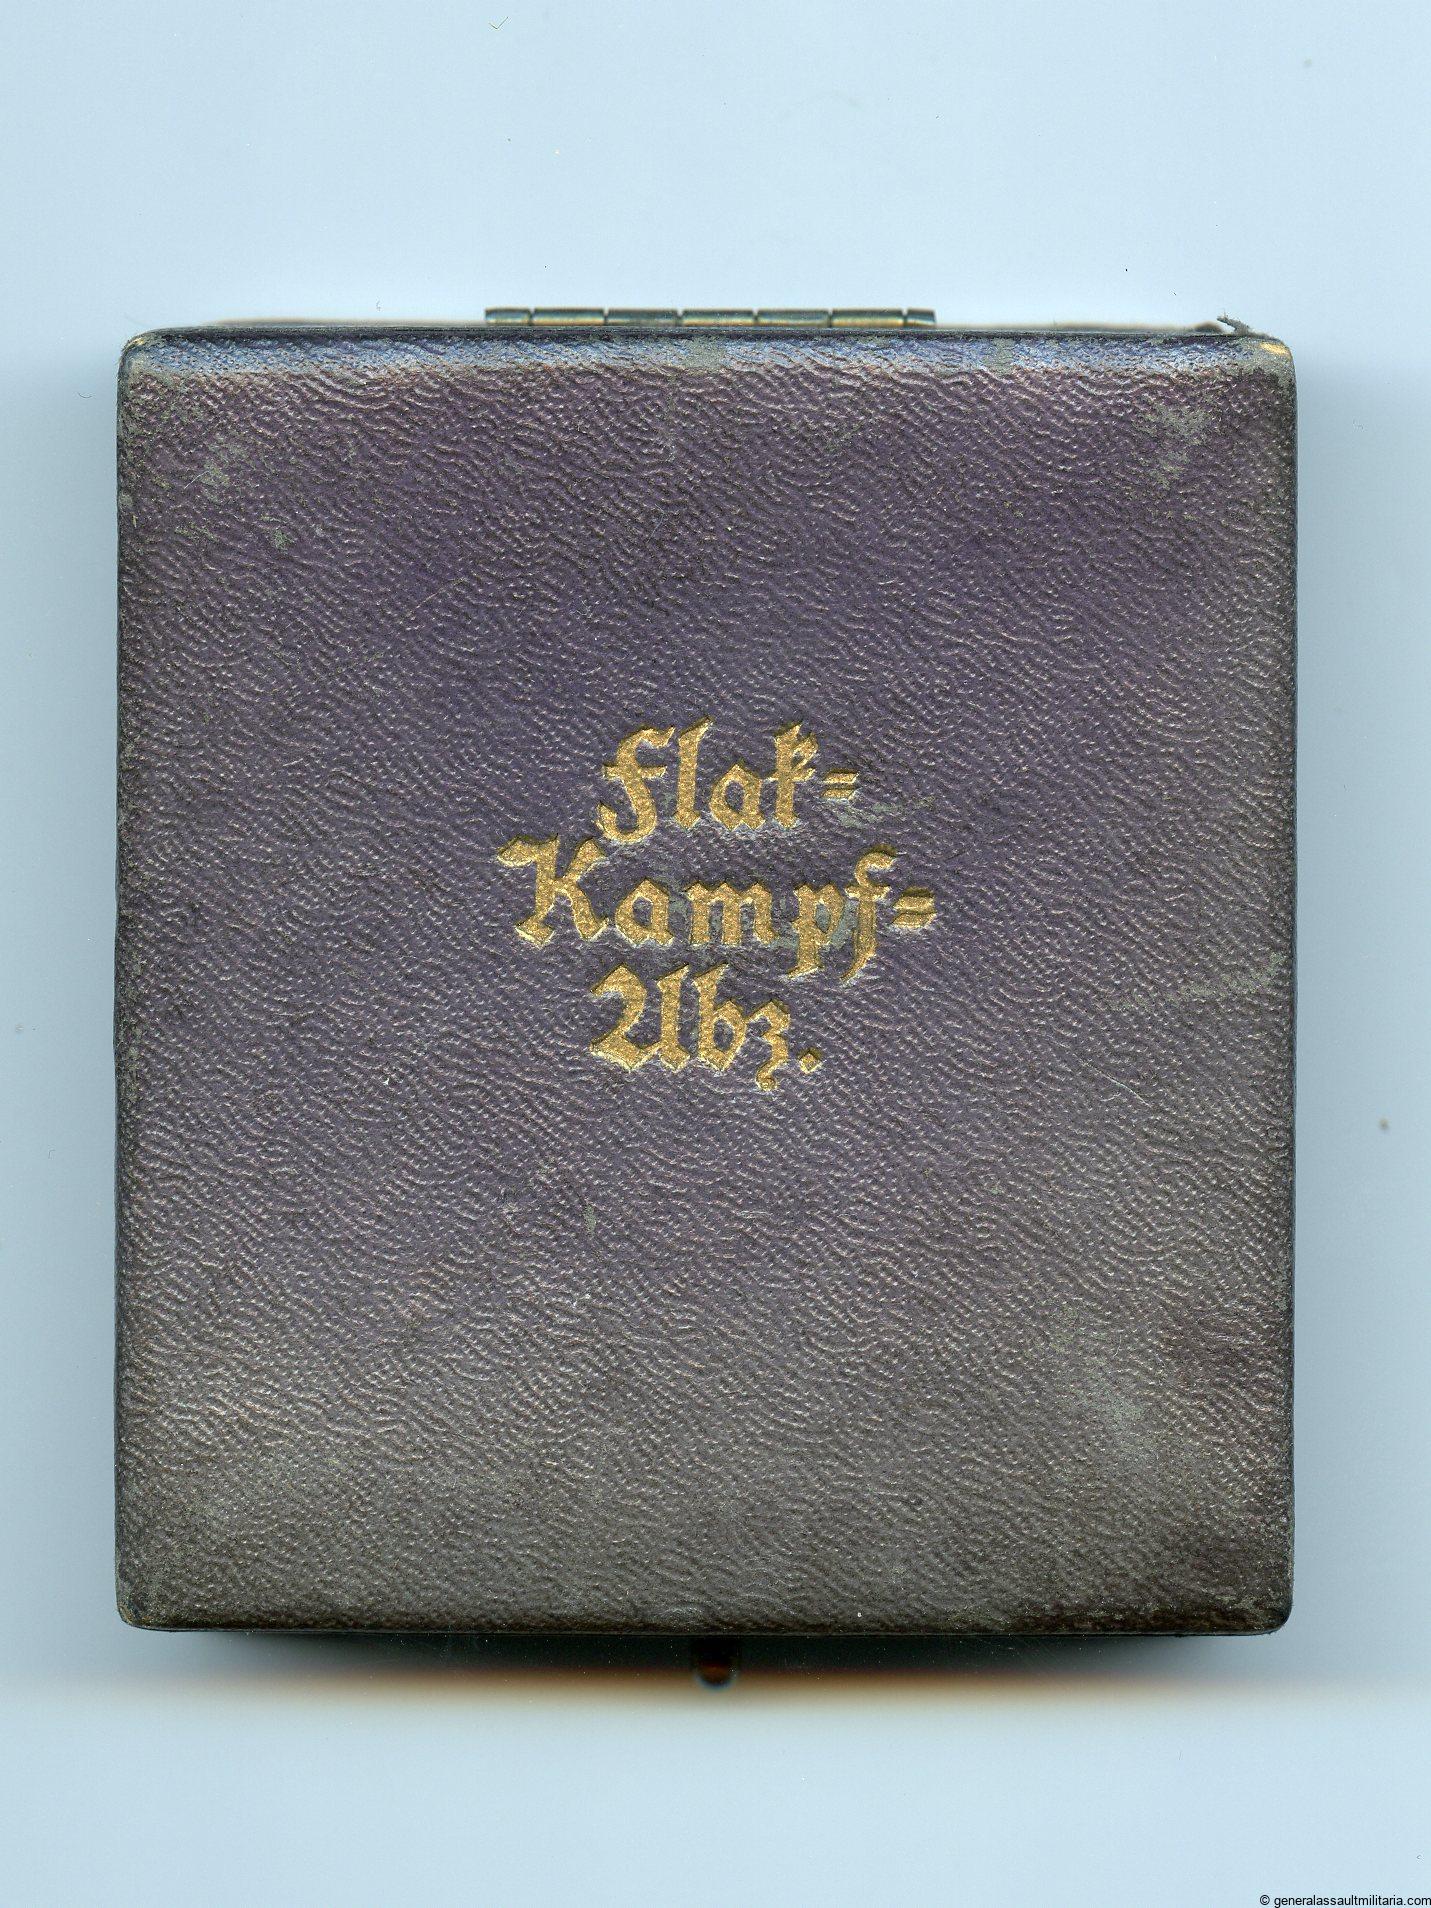 Flak=
Kampf=
Abz.
© generalassaultmilitaria.com